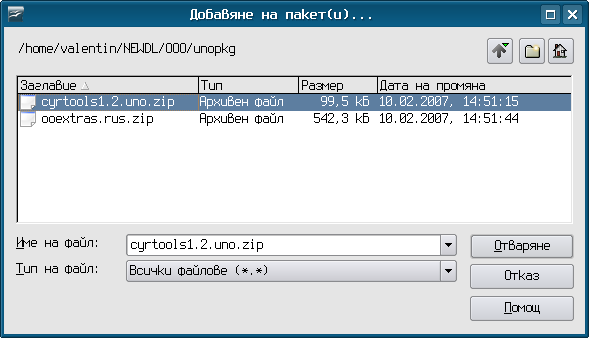 Добавяне на пакет(и)...
/home/valentin/NEWDL/OOO/unopkg
Заглавие Тип Размер Дата на промяна
cyrtools1.2.uno.zip Архивен файл 99,5 кБ 10.02.2007, 14:51:15
ooextras.rus.zip Архивен файл 542,3 кБ 10.02.2007, 14:51:44
Име на файл: cyrtools1.2.uno.zip Отваряне
Тип на файл: Всички файлове (*.*) Отказ
Помощ